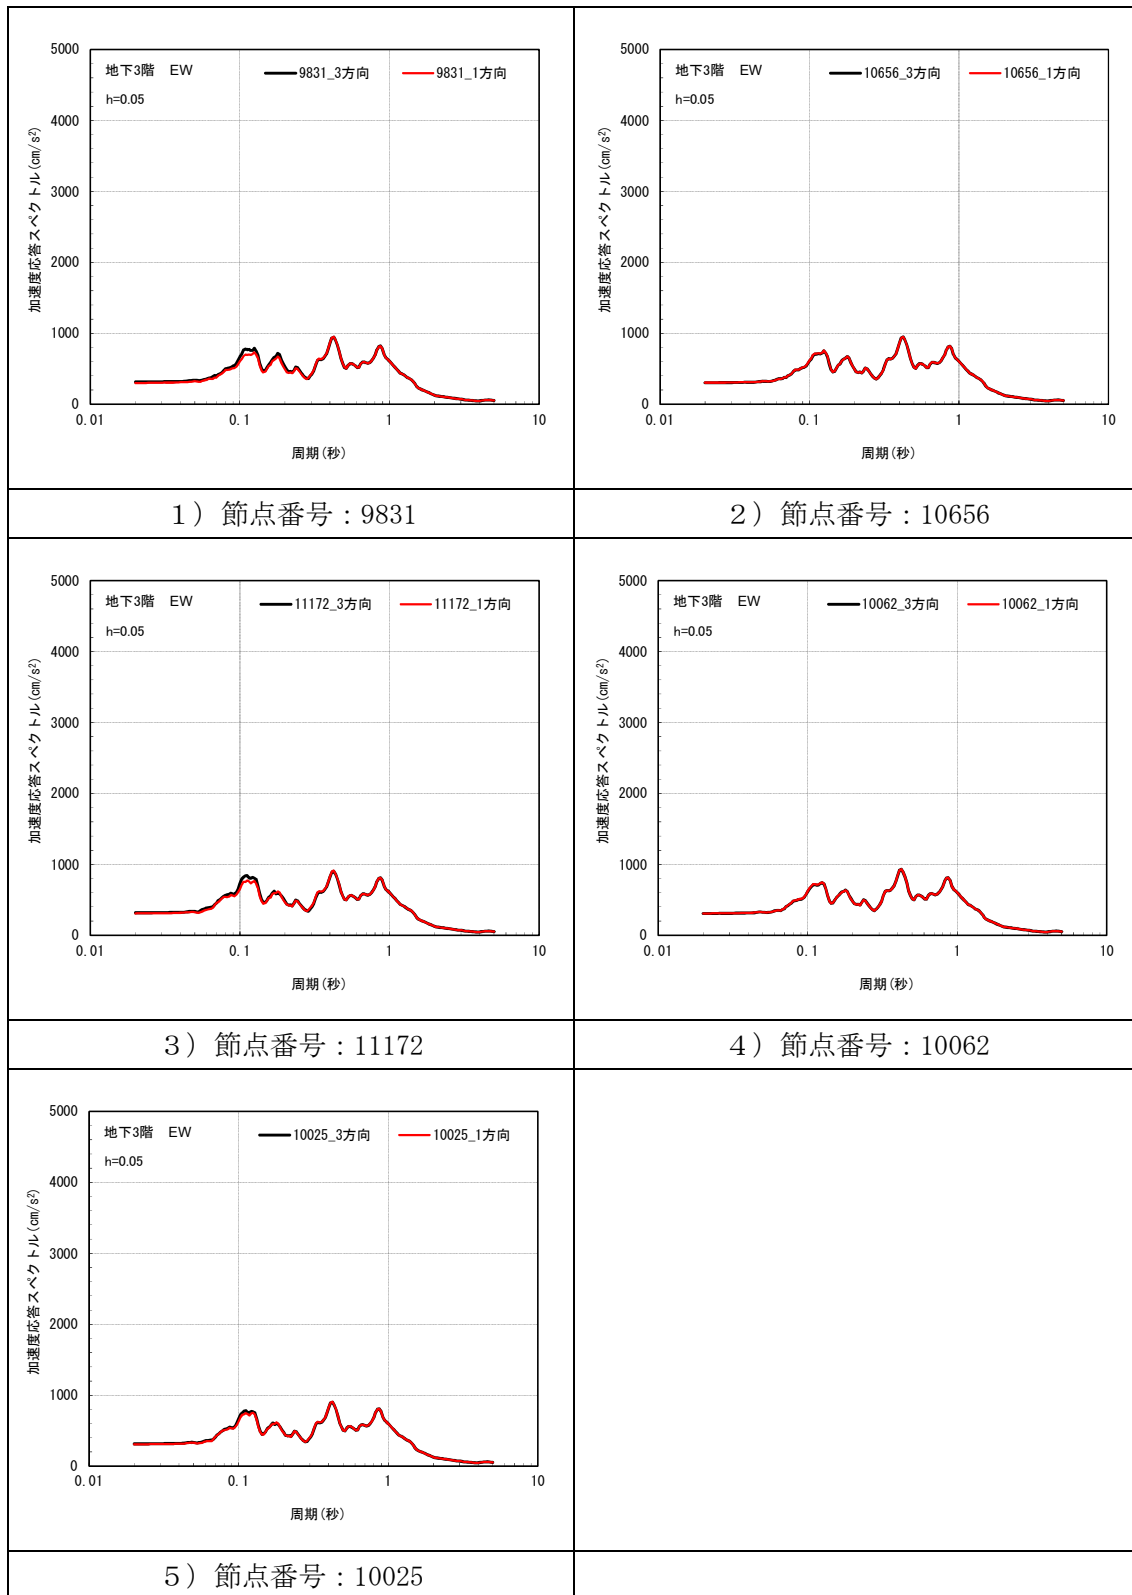 5000
4000
3000
2000
1000
0
0.01
0.1
1
10
加速度応答スペクトル(cm/s²)
周期(秒)
地下3階 EW
h=0.05
9831_3方向
9831_1方向
1）節点番号：9831
5000
4000
3000
2000
1000
0
0.01
0.1
1
10
加速度応答スペクトル(cm/s²)
周期(秒)
地下3階 EW
h=0.05
10656_3方向
10656_1方向
2）節点番号：10656
5000
4000
3000
2000
1000
0
0.01
0.1
1
10
加速度応答スペクトル(cm/s²)
周期(秒)
地下3階 EW
h=0.05
11172_3方向
11172_1方向
3）節点番号：11172
5000
4000
3000
2000
1000
0
0.01
0.1
1
10
加速度応答スペクトル(cm/s²)
周期(秒)
地下3階 EW
h=0.05
10062_3方向
10062_1方向
4）節点番号：10062
5000
4000
3000
2000
1000
0
0.01
0.1
1
10
加速度応答スペクトル(cm/s²)
周期(秒)
地下3階 EW
h=0.05
10025_3方向
10025_1方向
5）節点番号：10025